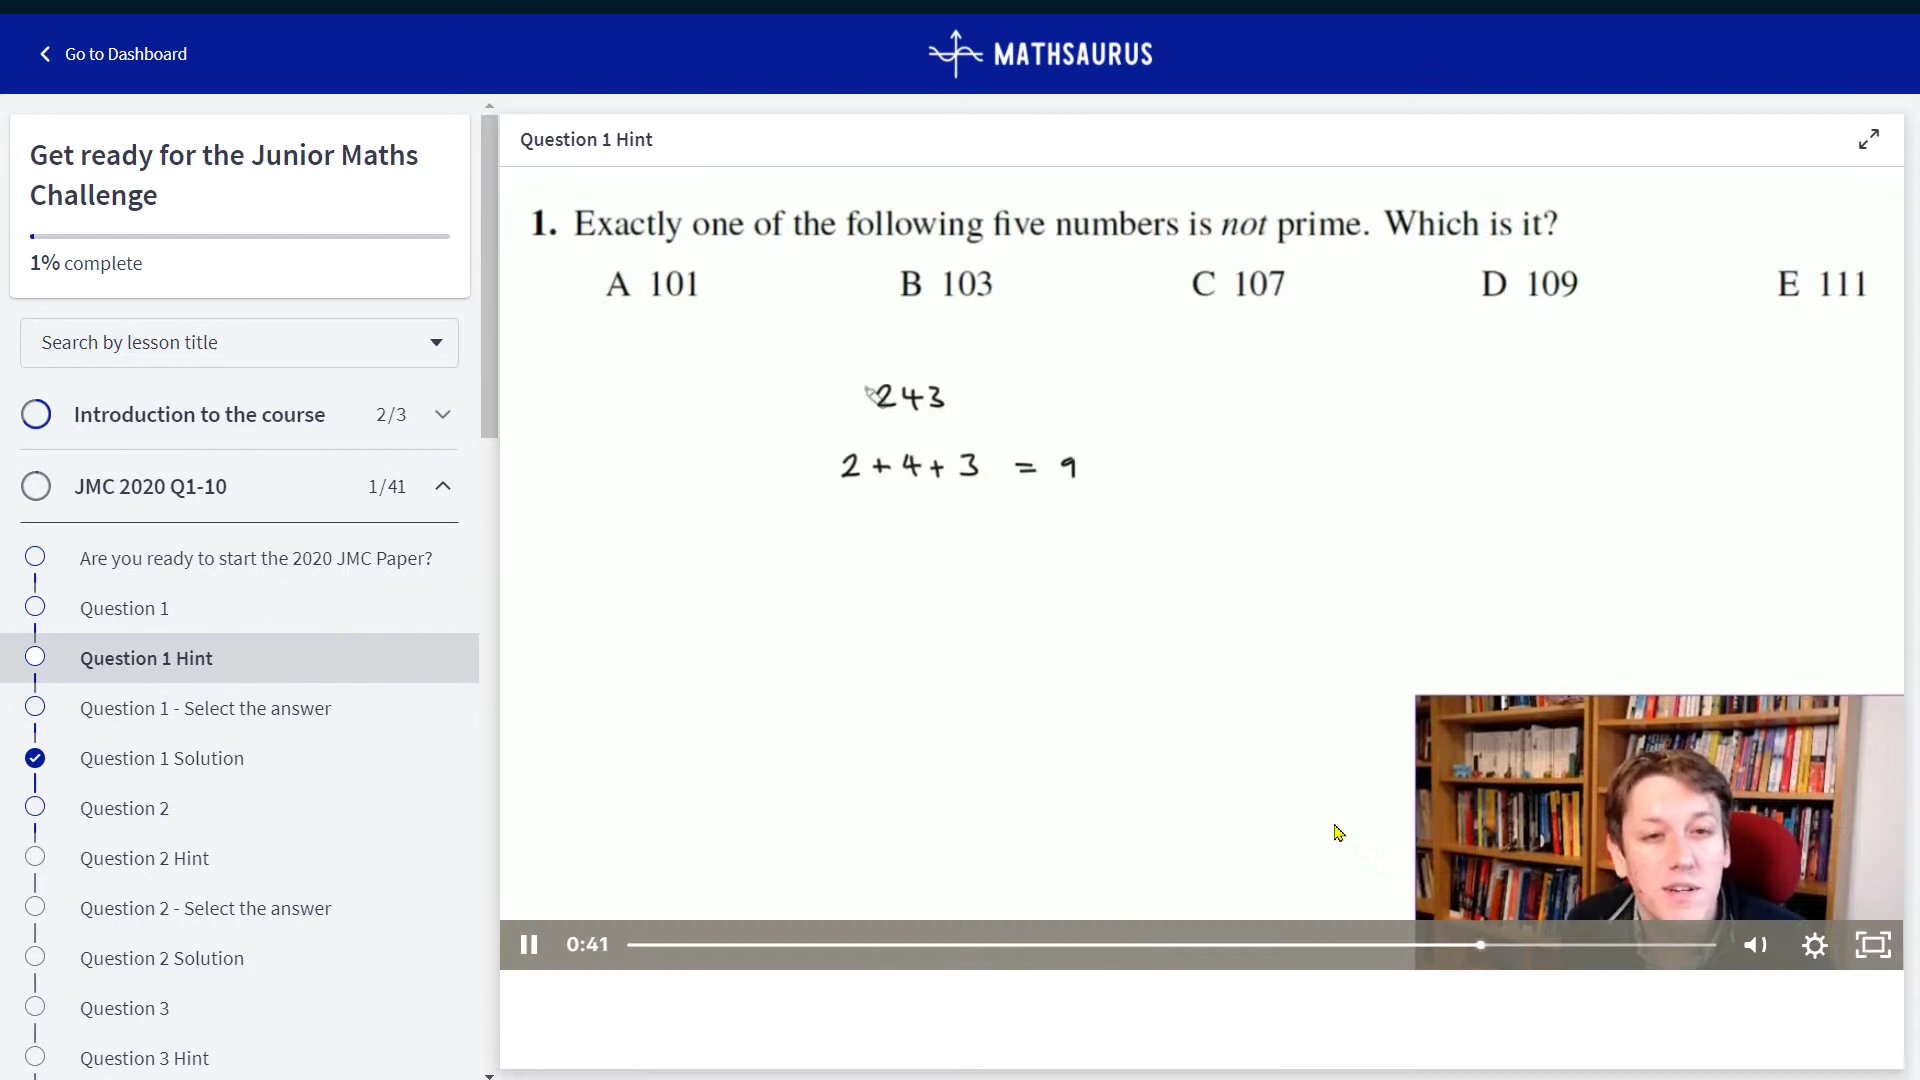 Go to Dashboard
MATHSAURUS
Get ready for the Junior Maths
Challenge
1% complete
Search by lesson title
Introduction to the course 2/3
JMC 2020 Q1-10 1/41
Are you ready to start the 2020 JMC Paper?
Question 1
Question 1 Hint
Question 1 - Select the answer
Question 1 Solution
Question 2
Question 2 Hint
Question 2 - Select the answer
Question 2 Solution
Question 3
Question 3 Hint
Question 1 Hint
1. Exactly one of the following five numbers is not prime. Which is it?
A 101 B 103 C 107 D 109 E 111
243
2 + 4 + 3 = 9
0:41